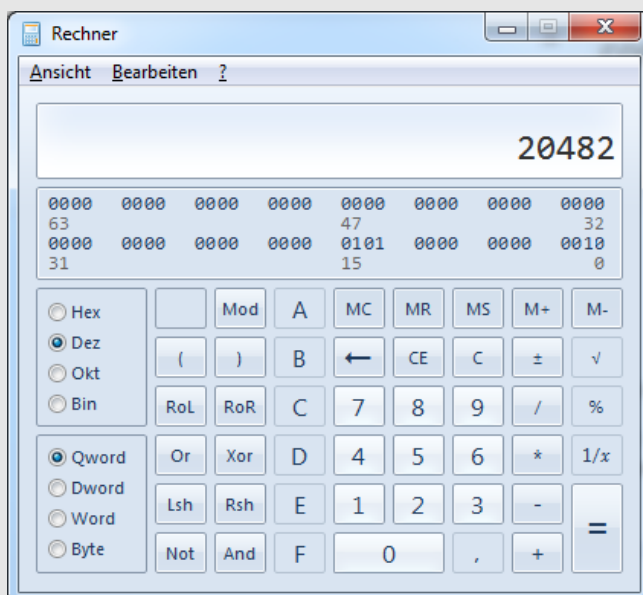 Rechner
Ansicht Bearbeiten ?
20482
0000 0000 0000 0000 0000 0000 0000 0000
63 47 32
0000 0000 0000 0000 0101 0000 0000 0010
31 15 0
Hex Mod A MC MR MS M+ M-
Dez ( ) B ← CE C ± √
Okt
Bin RoL RoR C 7 8 9 / %
Qword Or Xor D 4 5 6 * 1/x
Dword
Word Lsh Rsh E 1 2 3 - =
Byte Not And F 0 , +